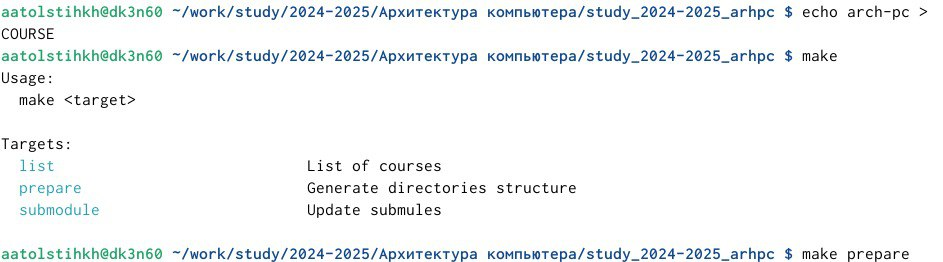 aatolstihkh@dk3n60 ~/work/study/2024-2025/Архитектура компьютера/study_2024-2025_arhpc $ echo arch-pc >
COURSE
aatolstihkh@dk3n60 ~/work/study/2024-2025/Архитектура компьютера/study_2024-2025_arhpc $ make
Usage:
  make <target>

Targets:
  list                            List of courses
  prepare                         Generate directories structure
  submodule                       Update submules

aatolstihkh@dk3n60 ~/work/study/2024-2025/Архитектура компьютера/study_2024-2025_arhpc $ make prepare